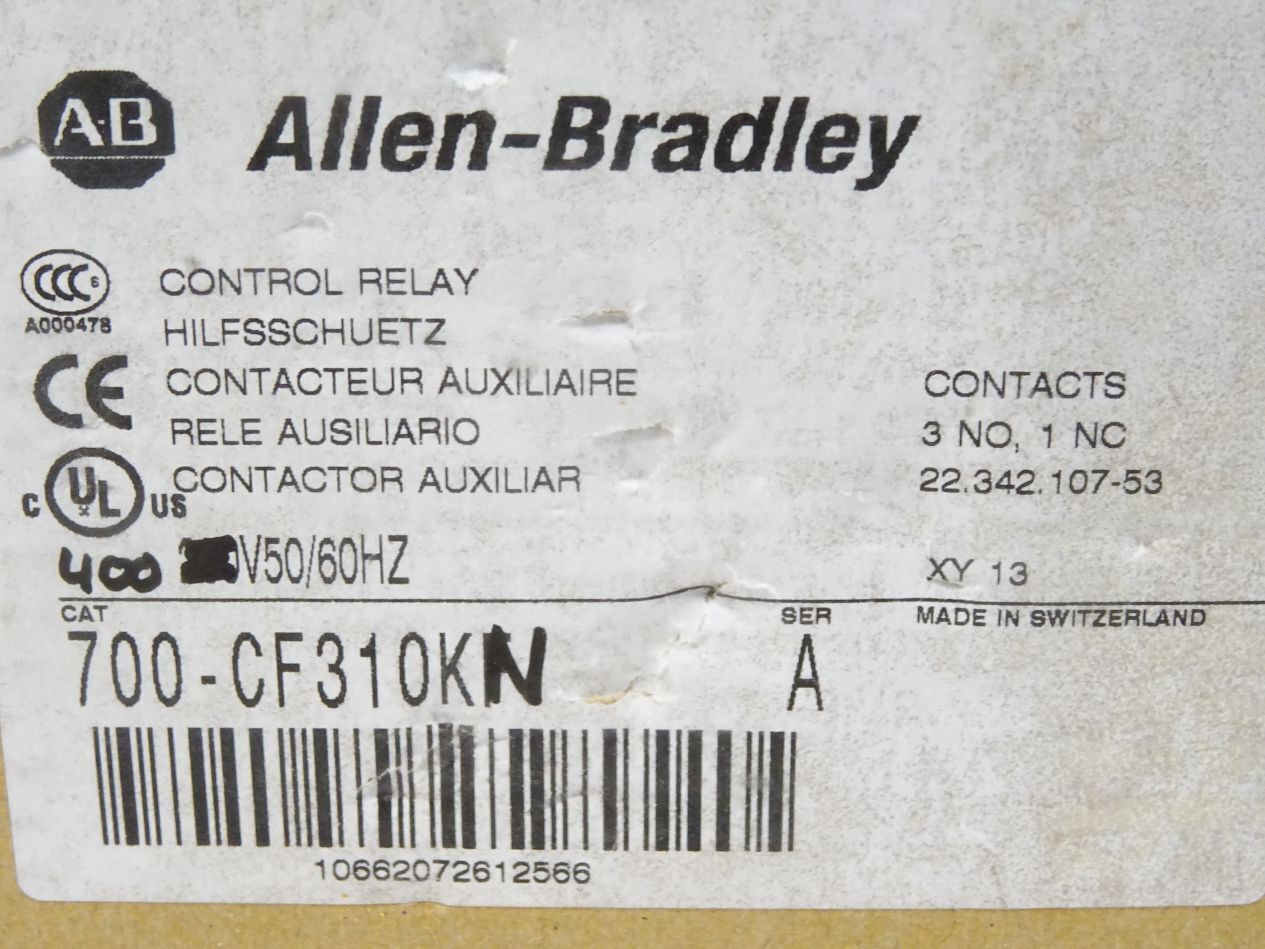 A-B Allen-Bradley
CCC S
A000478
CONTROL RELAY
HILFSSCHUETZ
CE
CONTACTEUR AUXILIAIRE
RELE AUSILIARIO
CONTACTOR AUXILIAR
C UL US
CONTACTS
3 NO, 1 NC
22.342.107-53
400 V50/60HZ
XY 13
CAT
SER
MADE IN SWITZERLAND
700-CF310KN
A
10662072612566